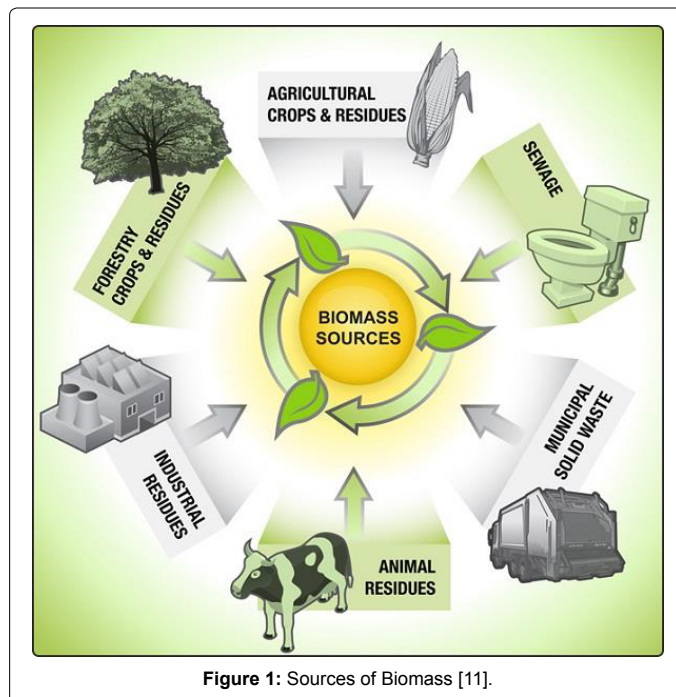 AGRICULTURAL
CROPS & RESIDUES
SEWAGE
FORESTRY
CROPS & RESIDUES
BIOMASS
SOURCES
MUNICIPAL
SOLID WASTE
INDUSTRIAL
RESIDUES
ANIMAL
RESIDUES
Figure 1: Sources of Biomass [11].